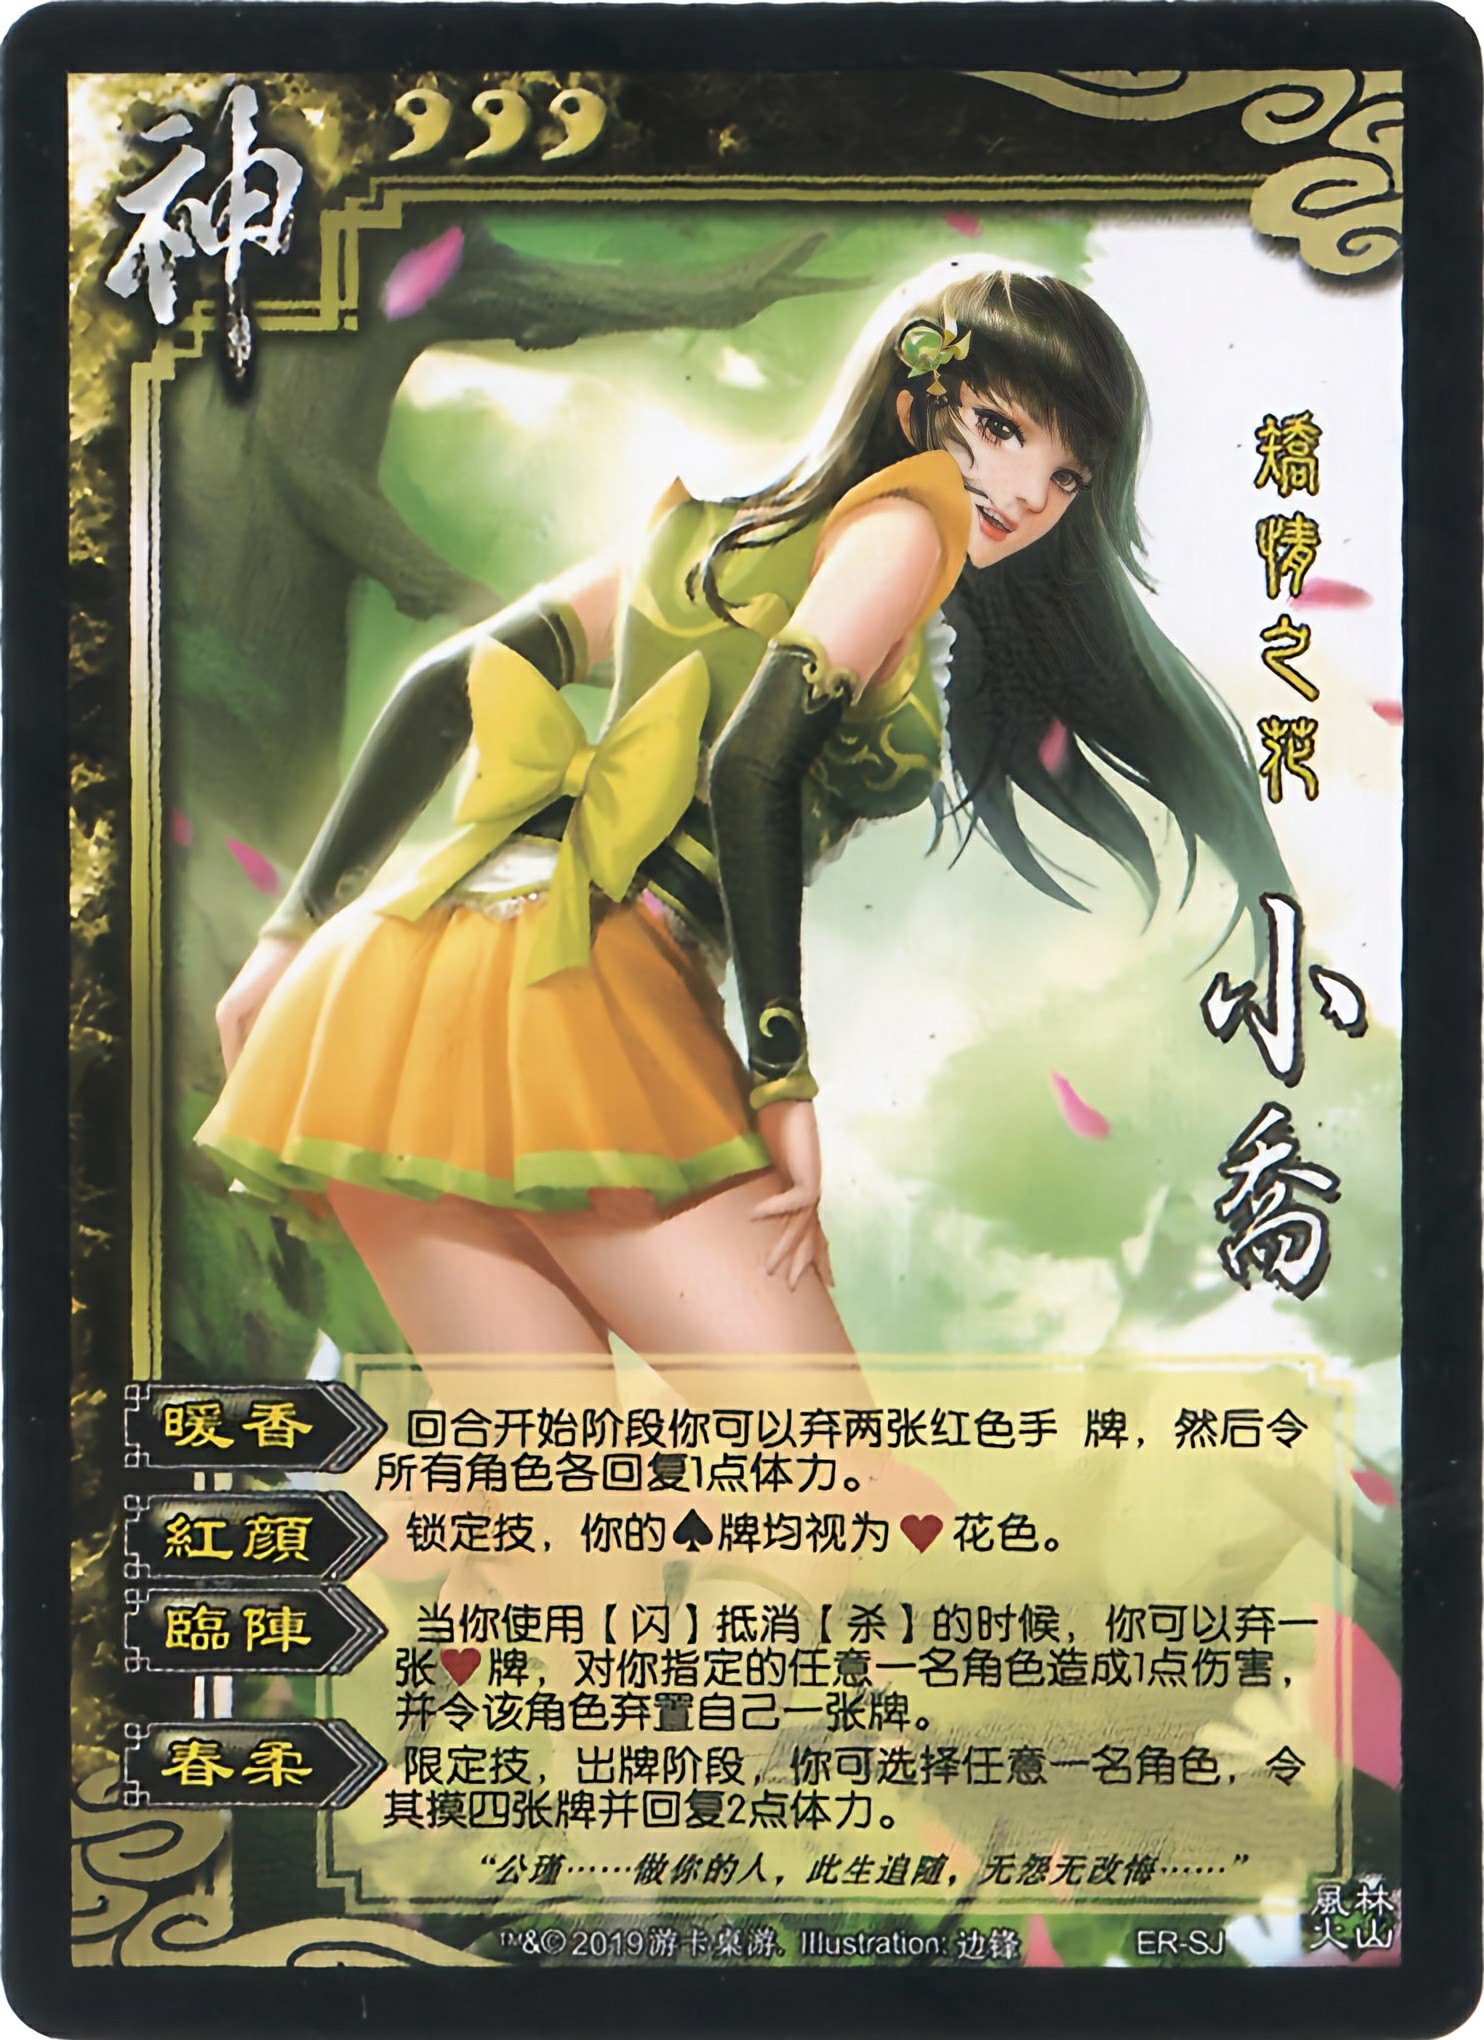 神
矯情之花
小喬
暖香
回合开始阶段你可以弃两张红色手 牌，然后令
所有角色各回复1点体力。
紅顔
锁定技，你的♠牌均视为♥花色。
臨陣
当你使用【闪】抵消【杀】的时候，你可以弃一
张♥牌，对你指定的任意一名角色造成1点伤害，
并令该角色弃置自己一张牌。
春柔
限定技，出牌阶段，你可选择任意一名角色，令
其摸四张牌并回复2点体力。
“公瑾……做你的人，此生追随，无怨无改悔……”
™&©2019游卡桌游. Illustration: 边锋
ER-SJ
風林
火山